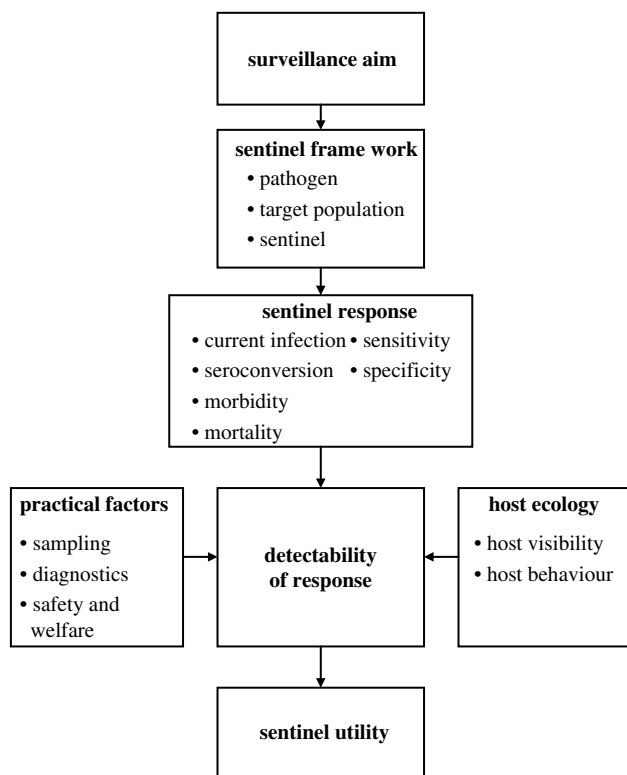 surveillance aim
sentinel frame work
• pathogen
• target population
• sentinel
sentinel response
• current infection • sensitivity
• seroconversion • specificity
• morbidity
• mortality
practical factors
• sampling
• diagnostics
• safety and
welfare
detectability
of response
host ecology
• host visibility
• host behaviour
sentinel utility